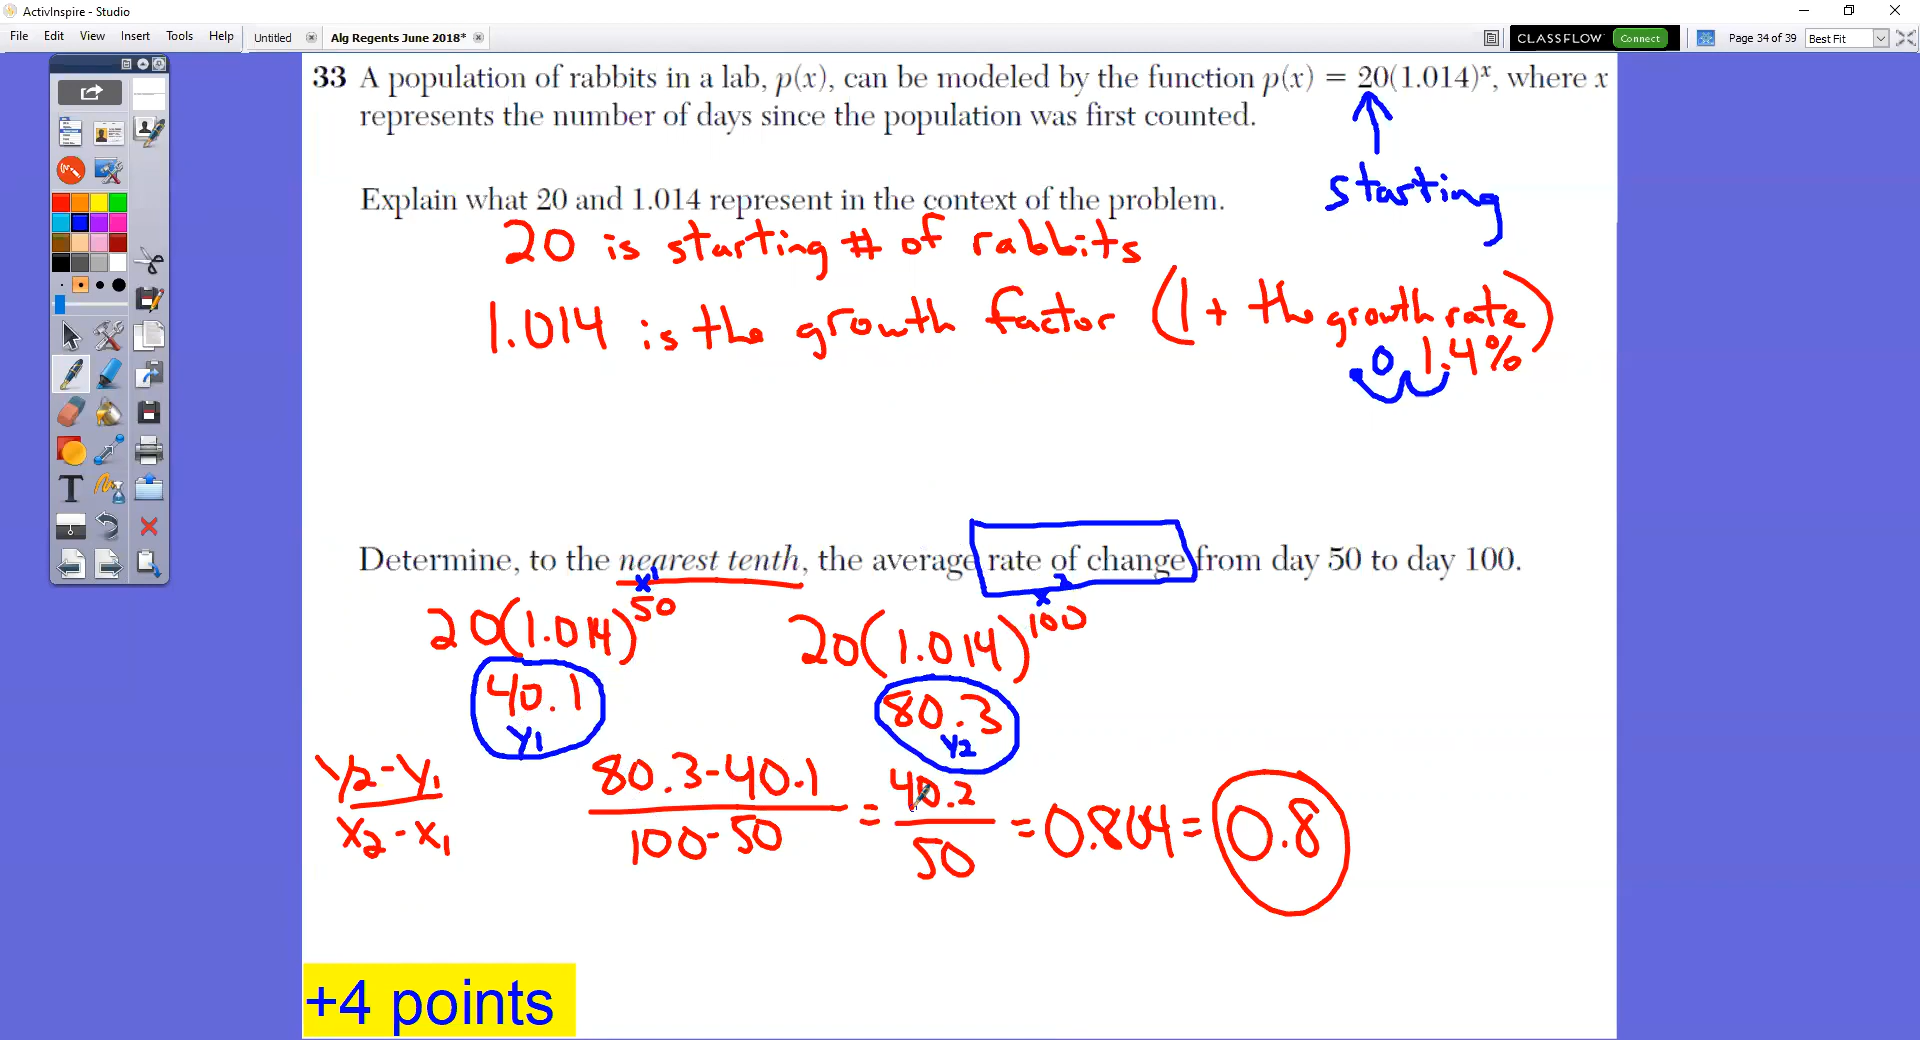 ActivInspire - Studio
File Edit View Insert Tools Help Untitled Alg Regents June 2018* CLASSFLOW Connect Page 34 of 39 Best Fit
33 A population of rabbits in a lab, p(x), can be modeled by the function p(x) = 20(1.014)^x, where x
represents the number of days since the population was first counted.
starting
Explain what 20 and 1.014 represent in the context of the problem.
20 is starting # of rabbits
1.014 is the growth factor (1 + the growth rate)
0 1.4%
Determine, to the nearest tenth, the average rate of change from day 50 to day 100.
x1 x2
20(1.014)^50 20(1.014)^100
40.1 80.3
y1 y2
y2-y1 80.3-40.1 40.2
x2-x1 100-50 = 50 = 0.804 = 0.8
+4 points